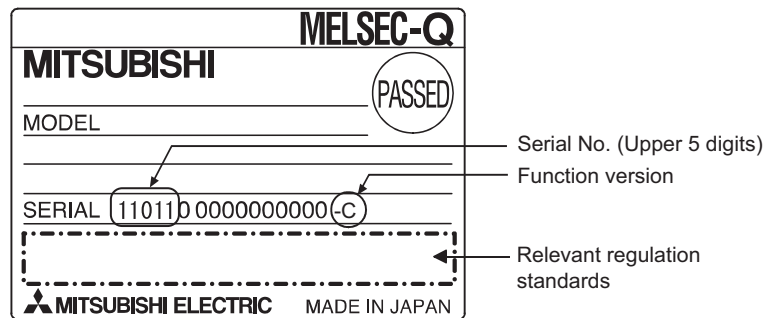 MELSEC-Q
MITSUBISHI
PASSED
MODEL
Serial No. (Upper 5 digits)
Function version
SERIAL 110110 0000000000 -C
Relevant regulation
standards
MITSUBISHI ELECTRIC MADE IN JAPAN